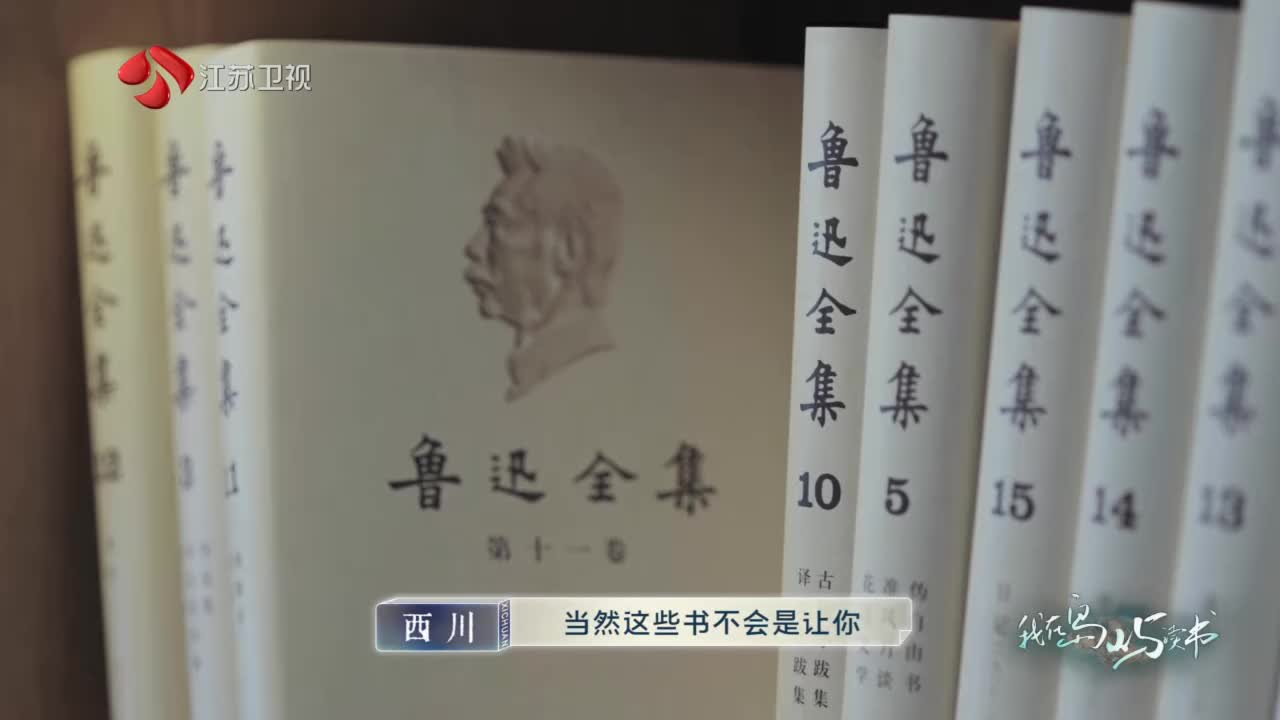 江苏卫视
鲁迅全集 12
鲁迅全集 3
鲁迅全集 11
鲁迅全集
第十一卷
鲁迅全集 10
古
译
跋集
跋集
鲁迅全集 5
伪自由书
准风月谈
花边文学
鲁迅全集 15
日记
鲁迅全集 14
鲁迅全集 13
西川
XICHUAN
当然这些书不会是让你
我在岛屿读书